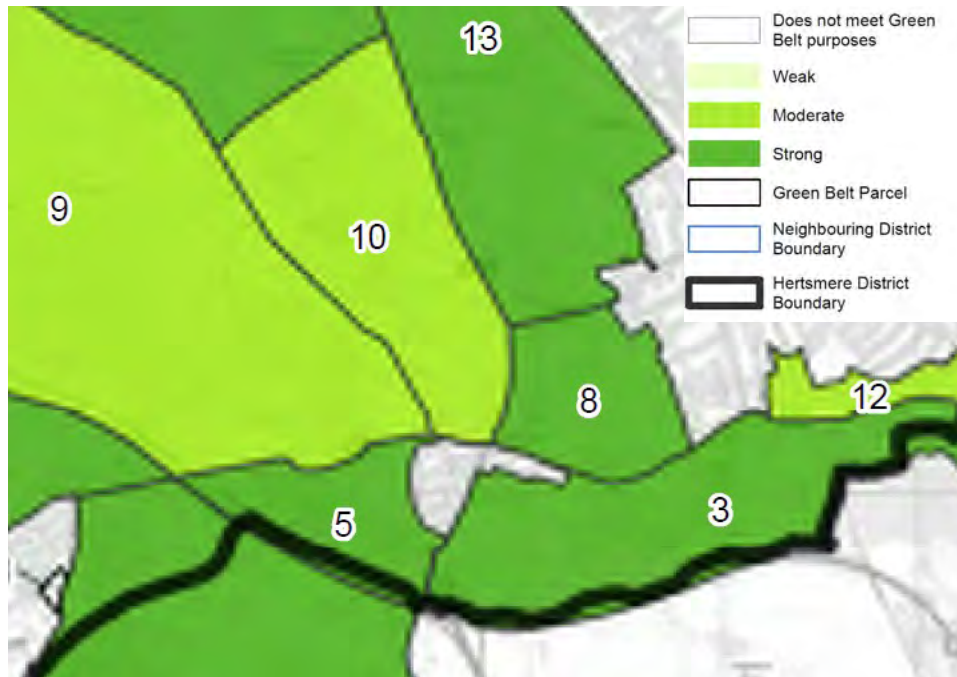 13
9
10
8
12
5
3
Does not meet Green
Belt purposes
Weak
Moderate
Strong
Green Belt Parcel
Neighbouring District
Boundary
Hertsmere District
Boundary